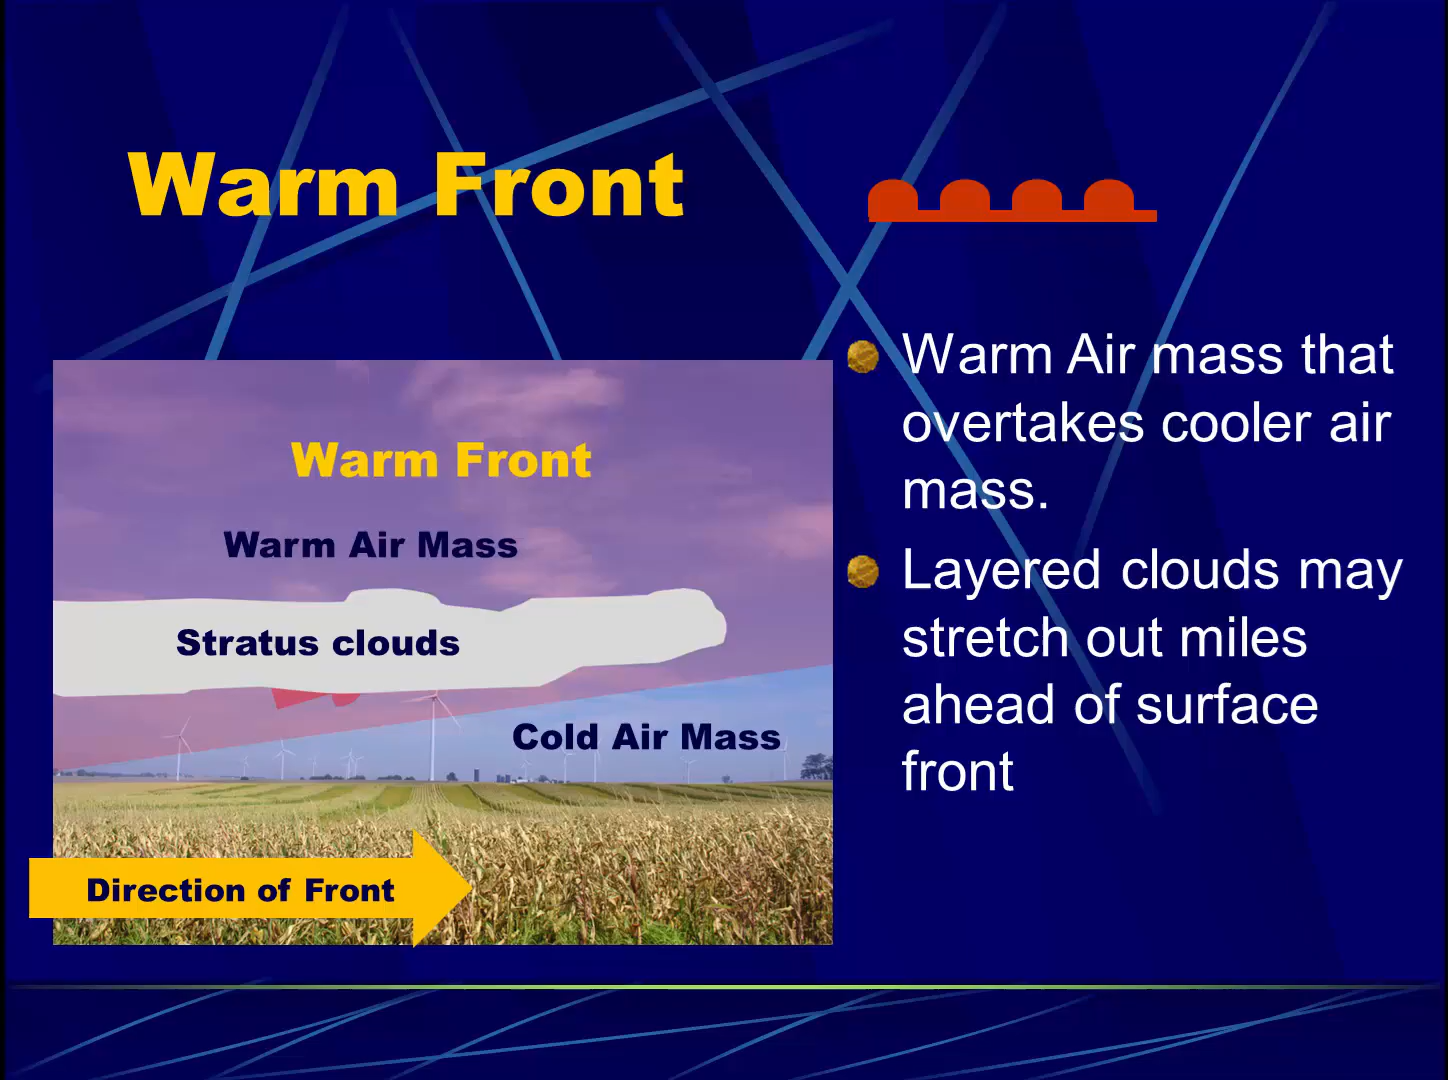 Warm Front
Warm Front
Warm Air Mass
Stratus clouds
Cold Air Mass
Direction of Front
Warm Air mass that
overtakes cooler air
mass.
Layered clouds may
stretch out miles
ahead of surface
front